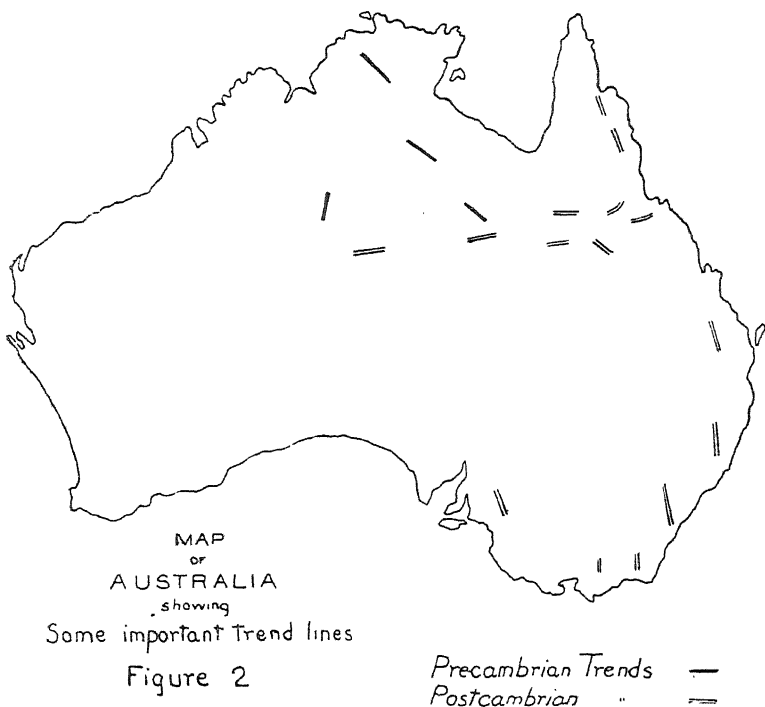 MAP
OF
AUSTRALIA
showing
Some important Trend lines
Figure 2
Precambrian Trends
Postcambrian "